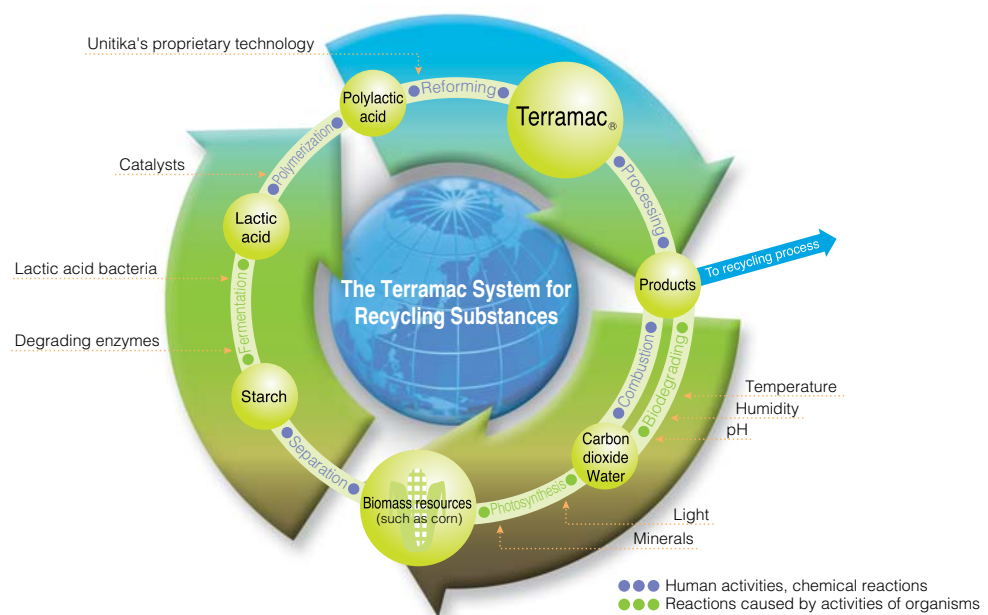 Unitika's proprietary technology
Reforming
Polylactic
acid
Terramac®
Polymerization
Catalysts
Processing
Lactic
acid
Lactic acid bacteria
To recycling process
Products
The Terramac System for
Recycling Substances
Fermentation
Degrading enzymes
Combustion
Biodegrading
Temperature
Humidity
pH
Starch
Separation
Carbon
dioxide
Water
Biomass resources
(such as corn)
Photosynthesis
Light
Minerals
Human activities, chemical reactions
Reactions caused by activities of organisms